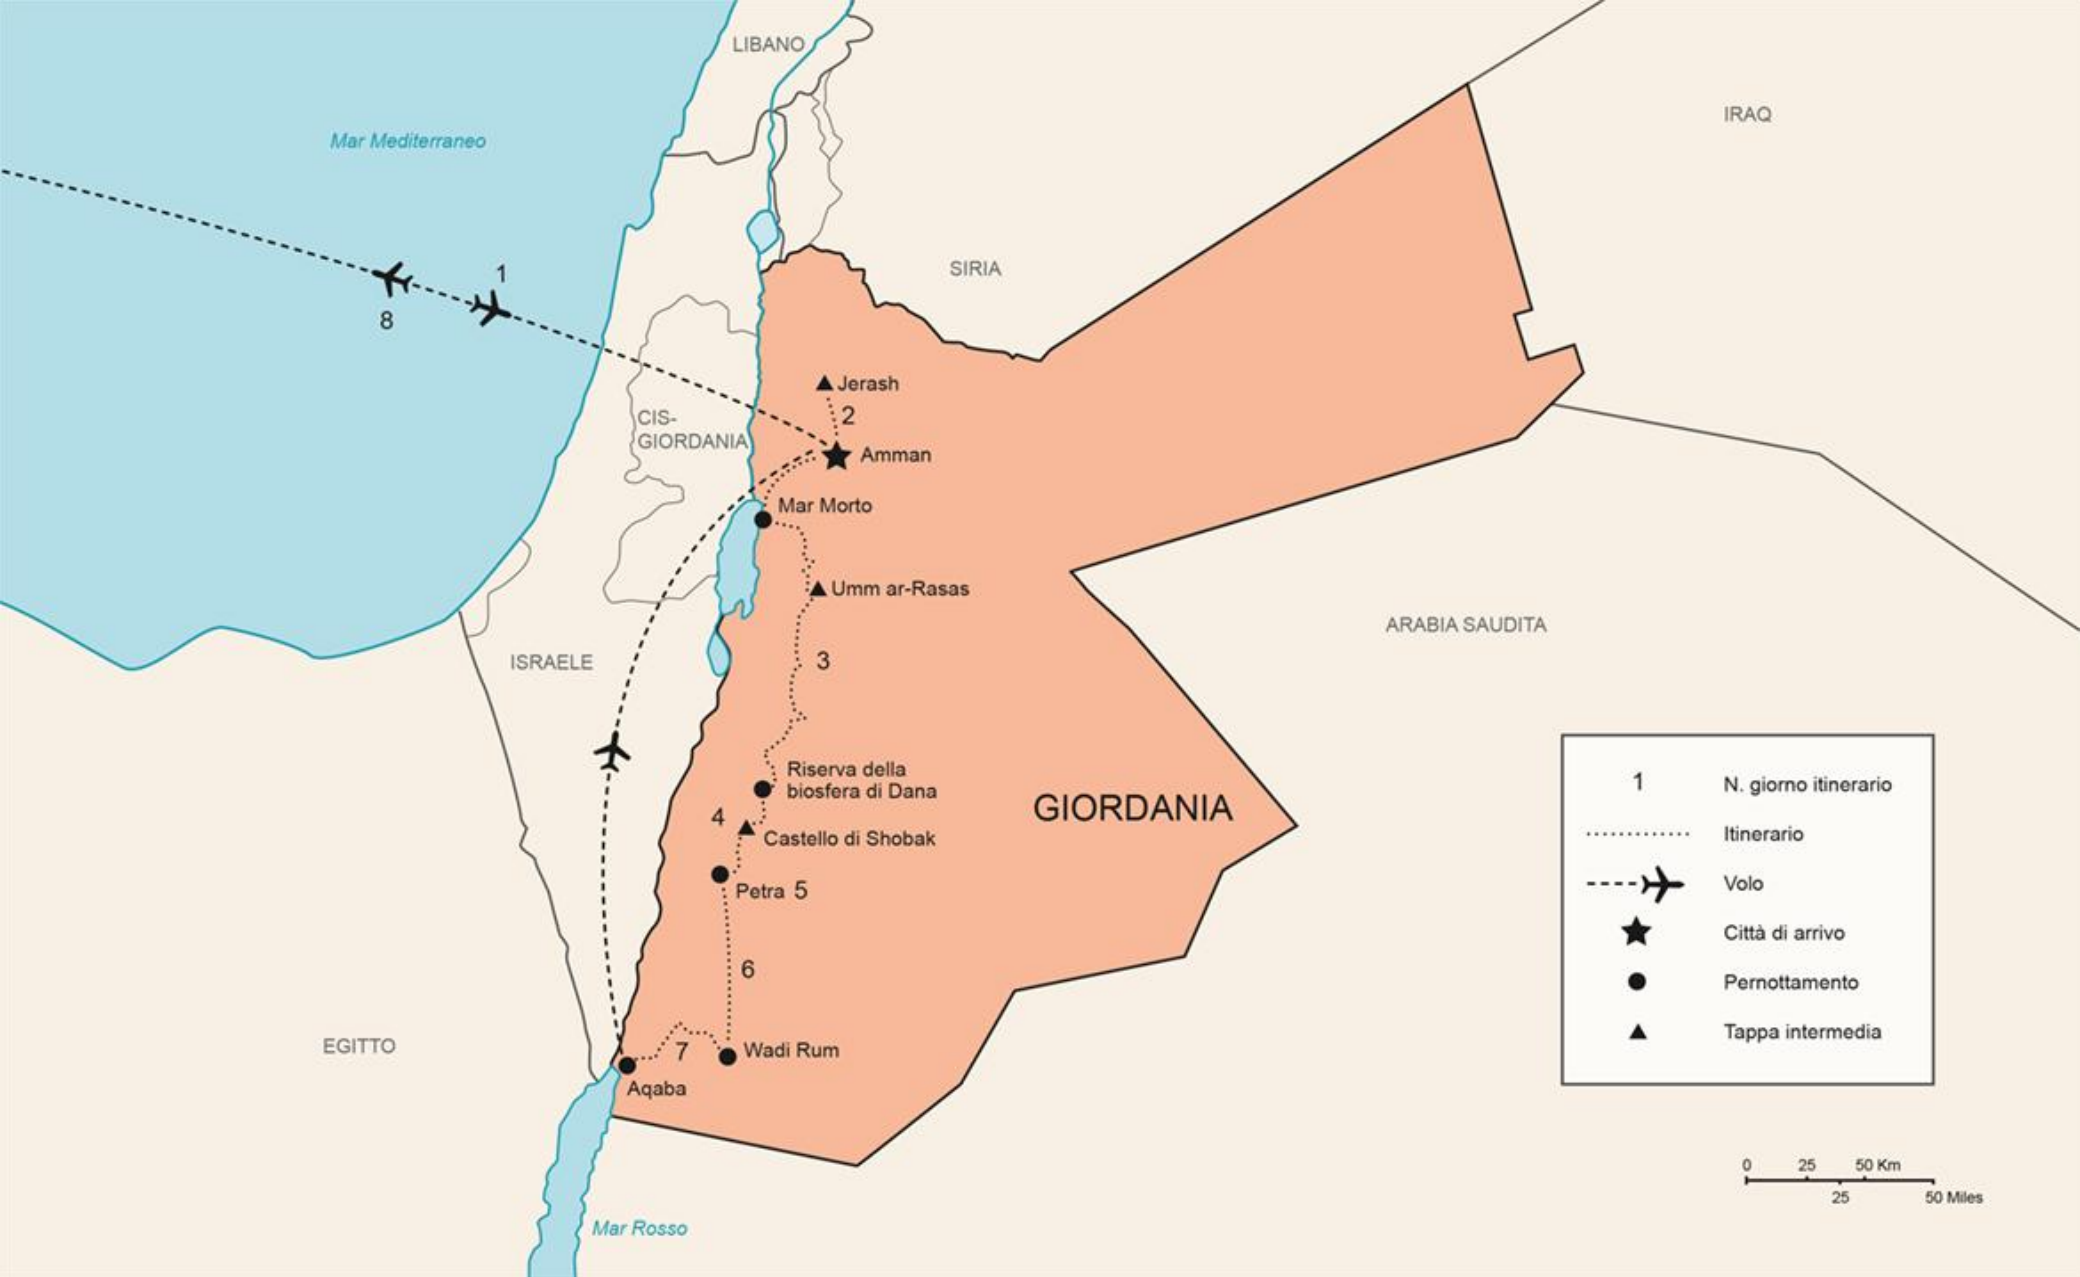 LIBANO
IRAQ
Mar Mediterraneo
SIRIA
1
8
Jerash
2
CIS-
GIORDANIA
Amman
Mar Morto
Umm ar-Rasas
ARABIA SAUDITA
ISRAELE
3
Riserva della
biosfera di Dana
4
Castello di Shobak
GIORDANIA
Petra 5
6
EGITTO
7
Wadi Rum
Aqaba
Mar Rosso
1 N. giorno itinerario
Itinerario
Volo
Città di arrivo
Pernottamento
Tappa intermedia
0 25 50 Km
25 50 Miles